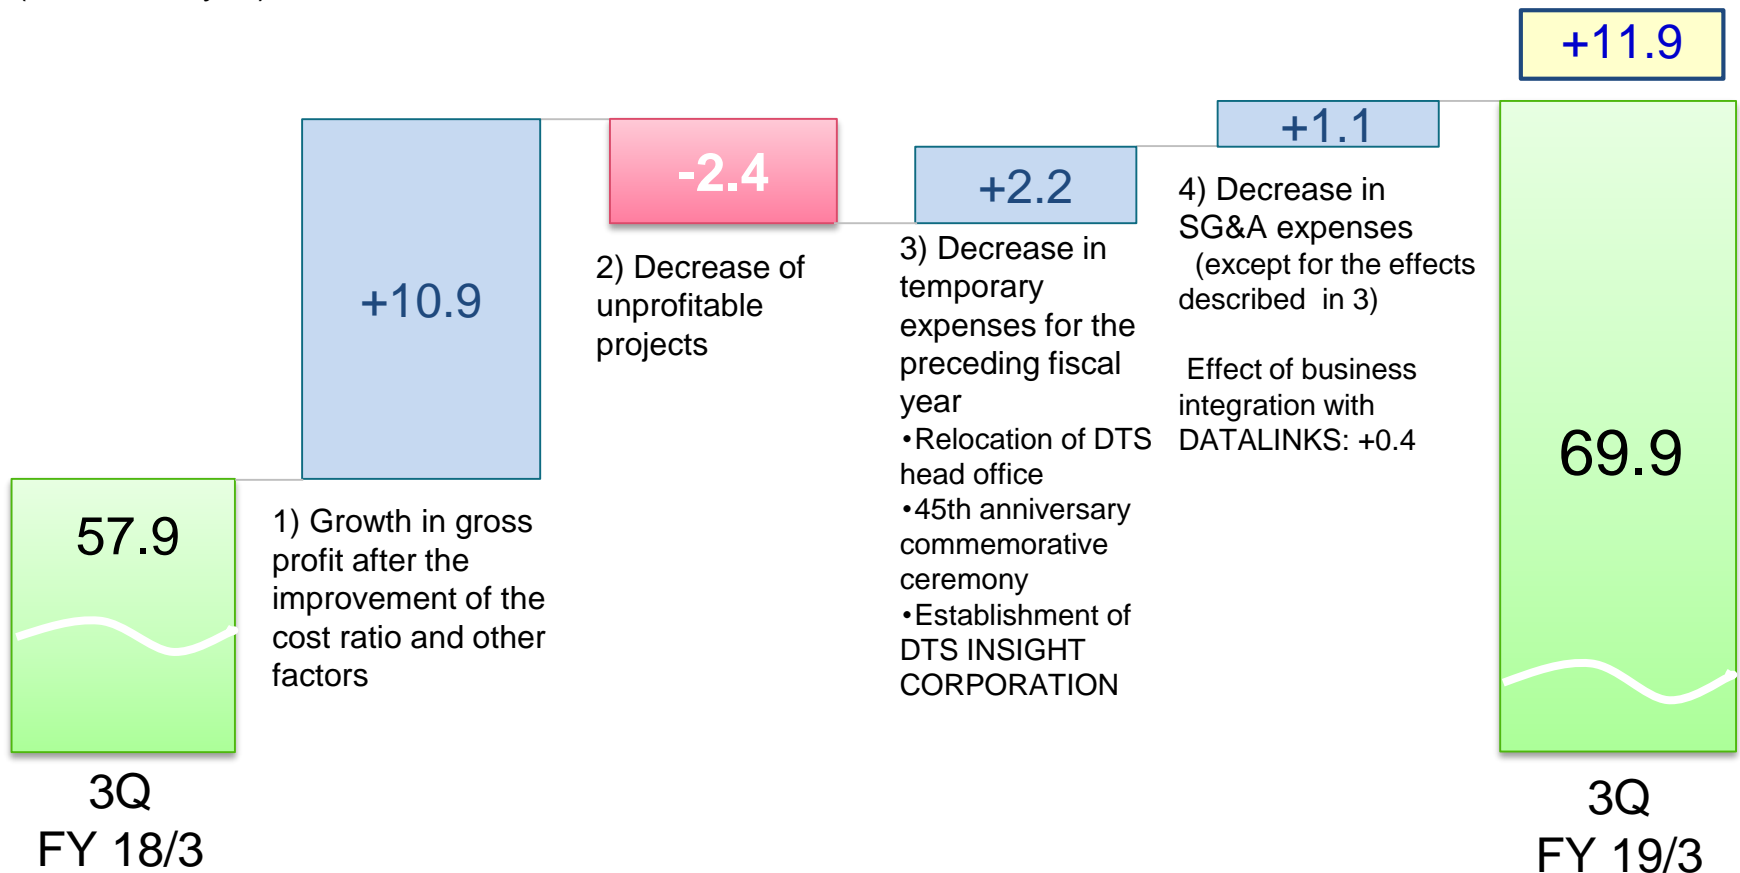 +11.9
+1.1
-2.4
+2.2
+10.9
57.9
69.9
1) Growth in gross
profit after the
improvement of the
cost ratio and other
factors
2) Decrease of
unprofitable
projects
3) Decrease in
temporary
expenses for the
preceding fiscal
year
•Relocation of DTS
head office
•45th anniversary
commemorative
ceremony
•Establishment of
DTS INSIGHT
CORPORATION
4) Decrease in
SG&A expenses
(except for the effects
described in 3)
Effect of business
integration with
DATALINKS: +0.4
3Q
FY 18/3
3Q
FY 19/3